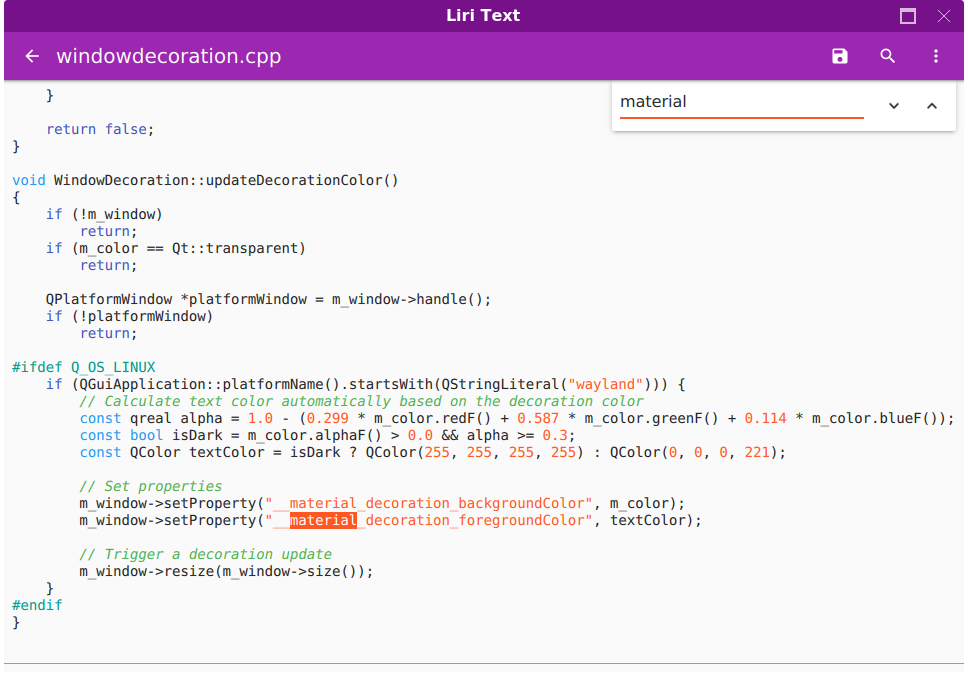 Liri Text
windowdecoration.cpp
material
    }

    return false;
}

void WindowDecoration::updateDecorationColor()
{
    if (!m_window)
        return;
    if (m_color == Qt::transparent)
        return;

    QPlatformWindow *platformWindow = m_window->handle();
    if (!platformWindow)
        return;

#ifdef Q_OS_LINUX
    if (QGuiApplication::platformName().startsWith(QStringLiteral("wayland"))) {
        // Calculate text color automatically based on the decoration color
        const qreal alpha = 1.0 - (0.299 * m_color.redF() + 0.587 * m_color.greenF() + 0.114 * m_color.blueF());
        const bool isDark = m_color.alphaF() > 0.0 && alpha >= 0.3;
        const QColor textColor = isDark ? QColor(255, 255, 255, 255) : QColor(0, 0, 0, 221);

        // Set properties
        m_window->setProperty("__material_decoration_backgroundColor", m_color);
        m_window->setProperty("__material_decoration_foregroundColor", textColor);

        // Trigger a decoration update
        m_window->resize(m_window->size());
    }
#endif
}